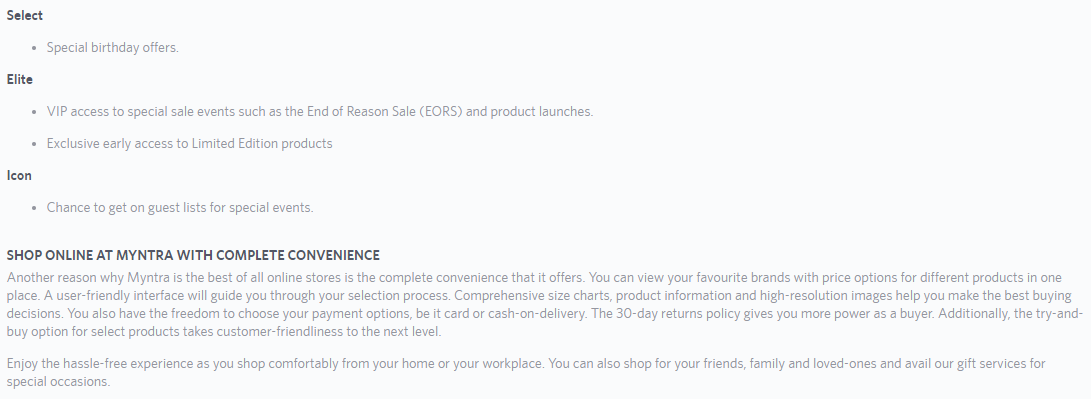 Select
• Special birthday offers.
Elite
• VIP access to special sale events such as the End of Reason Sale (EORS) and product launches.
• Exclusive early access to Limited Edition products
Icon
• Chance to get on guest lists for special events.
SHOP ONLINE AT MYNTRA WITH COMPLETE CONVENIENCE
Another reason why Myntra is the best of all online stores is the complete convenience that it offers. You can view your favourite brands with price options for different products in one
place. A user-friendly interface will guide you through your selection process. Comprehensive size charts, product information and high-resolution images help you make the best buying
decisions. You also have the freedom to choose your payment options, be it card or cash-on-delivery. The 30-day returns policy gives you more power as a buyer. Additionally, the try-and-
buy option for select products takes customer-friendliness to the next level.
Enjoy the hassle-free experience as you shop comfortably from your home or your workplace. You can also shop for your friends, family and loved-ones and avail our gift services for
special occasions.